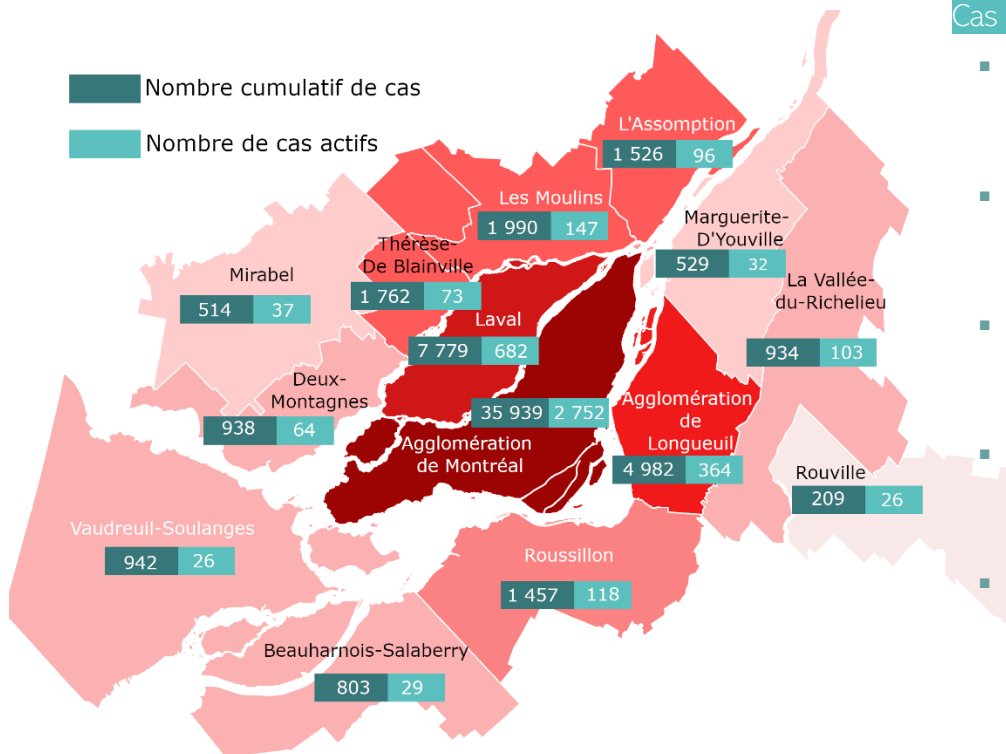 Cas
Nombre cumulatif de cas
Nombre de cas actifs
L'Assomption
1 526 96
Les Moulins
1 990 147
Marguerite-
D'Youville
529 32
Thérèse-
De Blainville
1 762 73
Mirabel
514 37
La Vallée-
du-Richelieu
934 103
Laval
7 779 682
Deux-
Montagnes
938 64
35 939 2 752
Agglomération
de Montréal
Agglomération
de
Longueuil
4 982 364
Rouville
209 26
Vaudreuil-Soulanges
942 26
Roussillon
1 457 118
Beauharnois-Salaberry
803 29